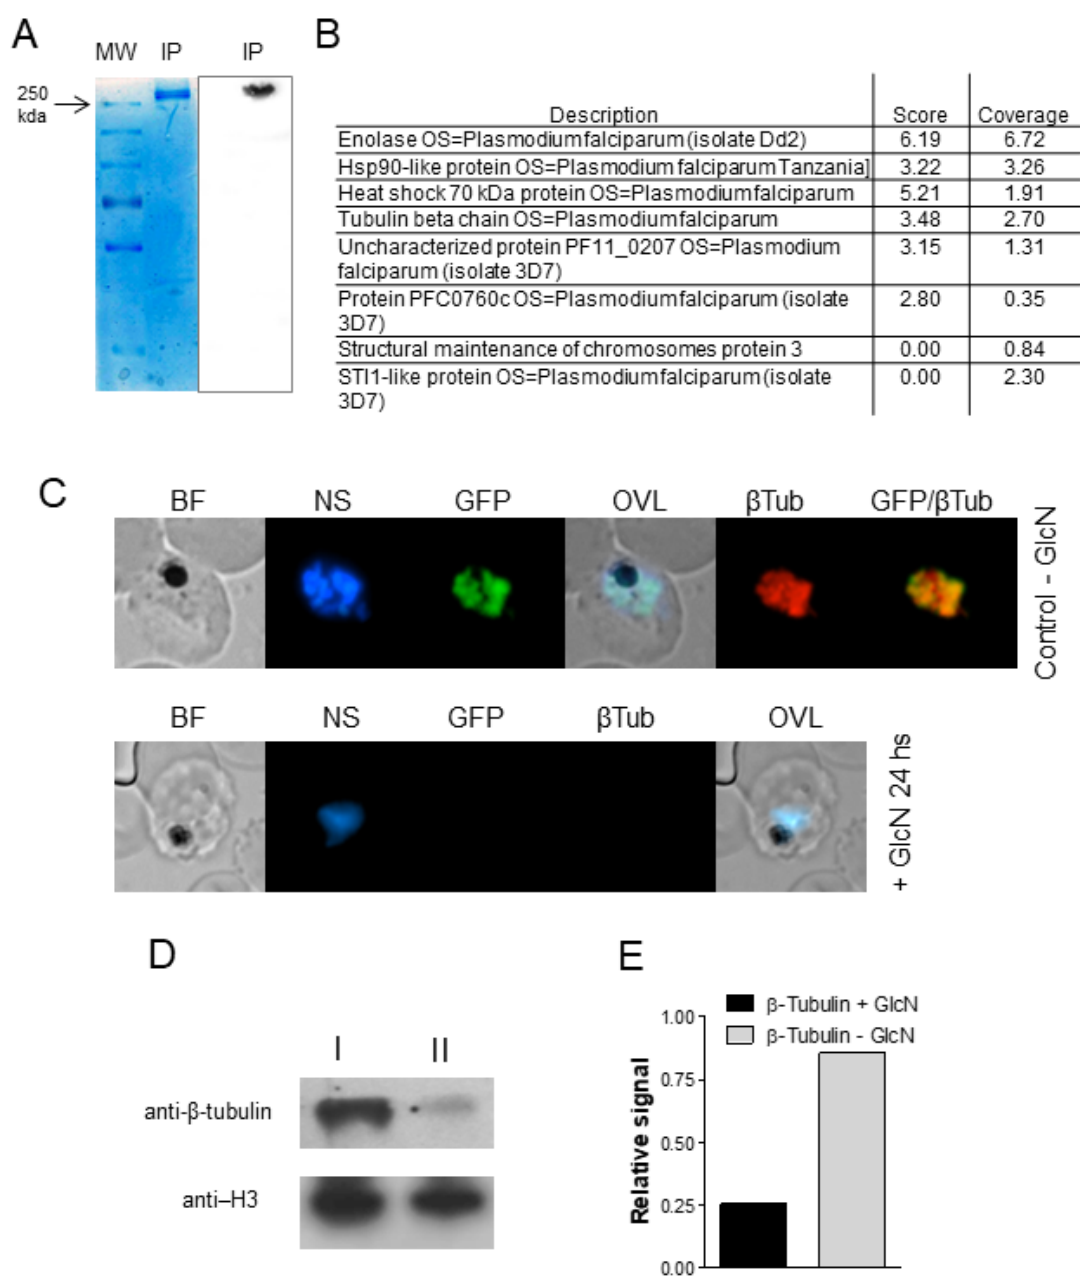 A
MW IP IP
250
kda
B
Description Score Coverage
Enolase OS=Plasmodium falciparum (isolate Dd2) 6.19 6.72
Hsp90-like protein OS=Plasmodium falciparum Tanzania] 3.22 3.26
Heat shock 70 kDa protein OS=Plasmodium falciparum 5.21 1.91
Tubulin beta chain OS=Plasmodium falciparum 3.48 2.70
Uncharacterized protein PF11_0207 OS=Plasmodium 3.15 1.31
falciparum (isolate 3D7)
Protein PFC0760c OS=Plasmodium falciparum (isolate 2.80 0.35
3D7)
Structural maintenance of chromosomes protein 3 0.00 0.84
STI1-like protein OS=Plasmodium falciparum (isolate 0.00 2.30
3D7)
C
BF NS GFP OVL βTub GFP/βTub
Control - GlcN
BF NS GFP βTub OVL
+ GlcN 24 hs
D
I II
anti-β-tubulin
anti–H3
E
β-Tubulin + GlcN
β-Tubulin - GlcN
Relative signal
1.00
0.75
0.50
0.25
0.00